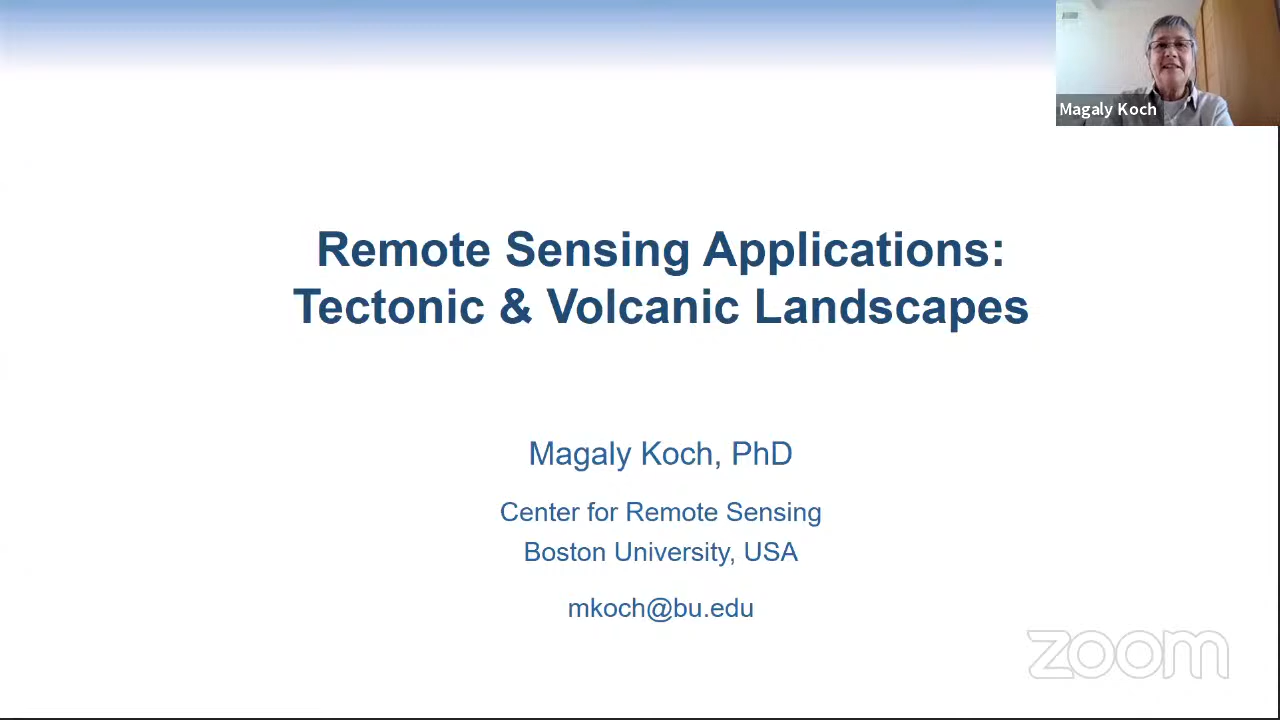 Magaly Koch
Remote Sensing Applications:
Tectonic & Volcanic Landscapes
Magaly Koch, PhD
Center for Remote Sensing
Boston University, USA
mkoch@bu.edu
zoom